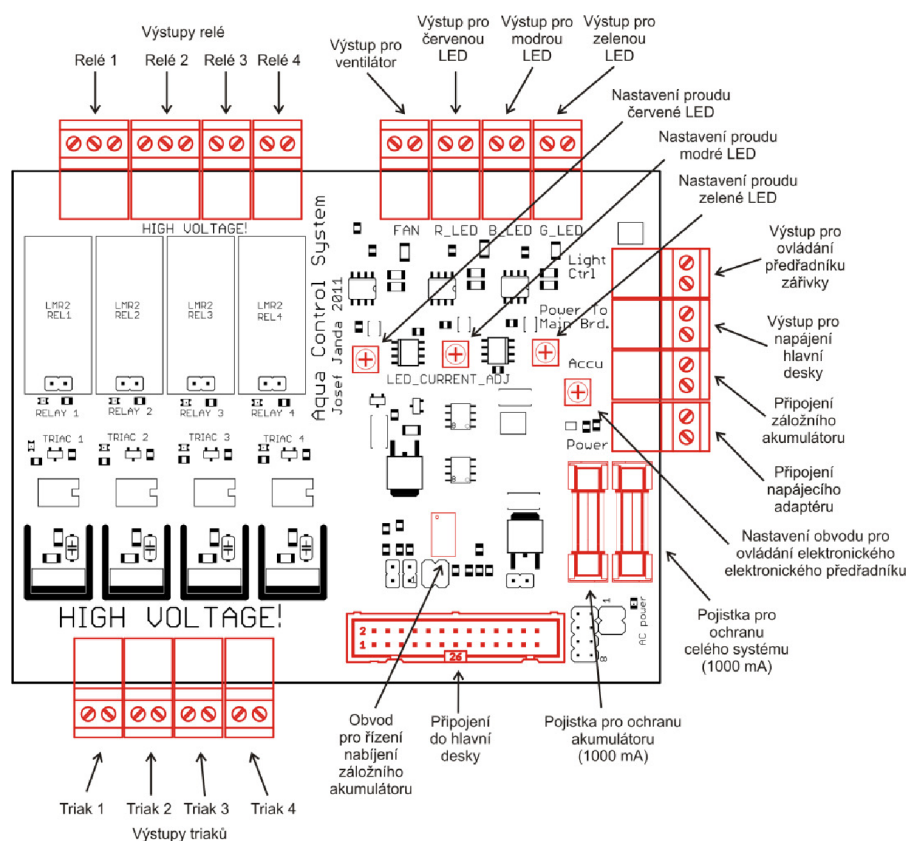 Výstupy relé
Relé 1
Relé 2
Relé 3
Relé 4
Výstup pro
ventilátor
Výstup pro
červenou
LED
Výstup pro
modrou
LED
Výstup pro
zelenou
LED
Nastavení proudu
červené LED
Nastavení proudu
modré LED
Nastavení proudu
zelené LED
HIGH VOLTAGE!
FAN
R_LED
B_LED
G_LED
Aqua Control System
Josef Janda 2011
Light
Ctrl
Power To
Main Brd.
Accu
Power
LED_CURRENT_ADJ
LMR2
REL1
LMR2
REL2
LMR2
REL3
LMR2
REL4
RELAY 1
RELAY 2
RELAY 3
RELAY 4
TRIAC 1
TRIAC 2
TRIAC 3
TRIAC 4
HIGH VOLTAGE!
2
1
26
1
8
AC power
Výstup pro
ovládání
předřadníku
zářivky
Výstup pro
napájení
hlavní
desky
Připojení
záložního
akumulátoru
Připojení
napájecího
adaptéru
Nastavení obvodu pro
ovládání elektronického
elektronického předřadníku
Pojistka pro
ochranu
celého systému
(1000 mA)
Obvod
pro řízení
nabíjení
záložního
akumulátoru
Připojení
do hlavní
desky
Pojistka pro ochranu
akumulátoru
(1000 mA)
Triak 1
Triak 2
Triak 3
Triak 4
Výstupy triaků